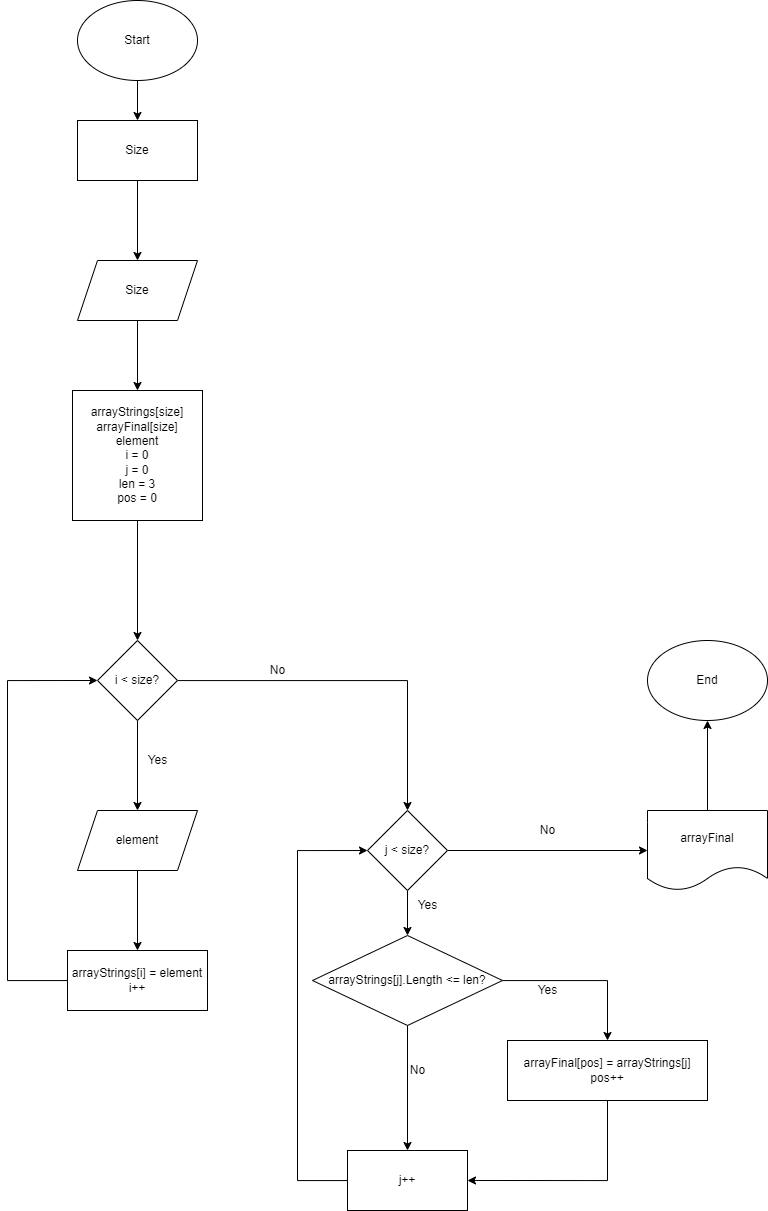 Start
Size
Size
arrayStrings[size]
arrayFinal[size]
element
i = 0
j = 0
len = 3
pos = 0
i < size?
No
Yes
element
arrayStrings[i] = element
i++
j < size?
No
Yes
arrayStrings[j].Length <= len?
Yes
No
arrayFinal[pos] = arrayStrings[j]
pos++
j++
arrayFinal
End